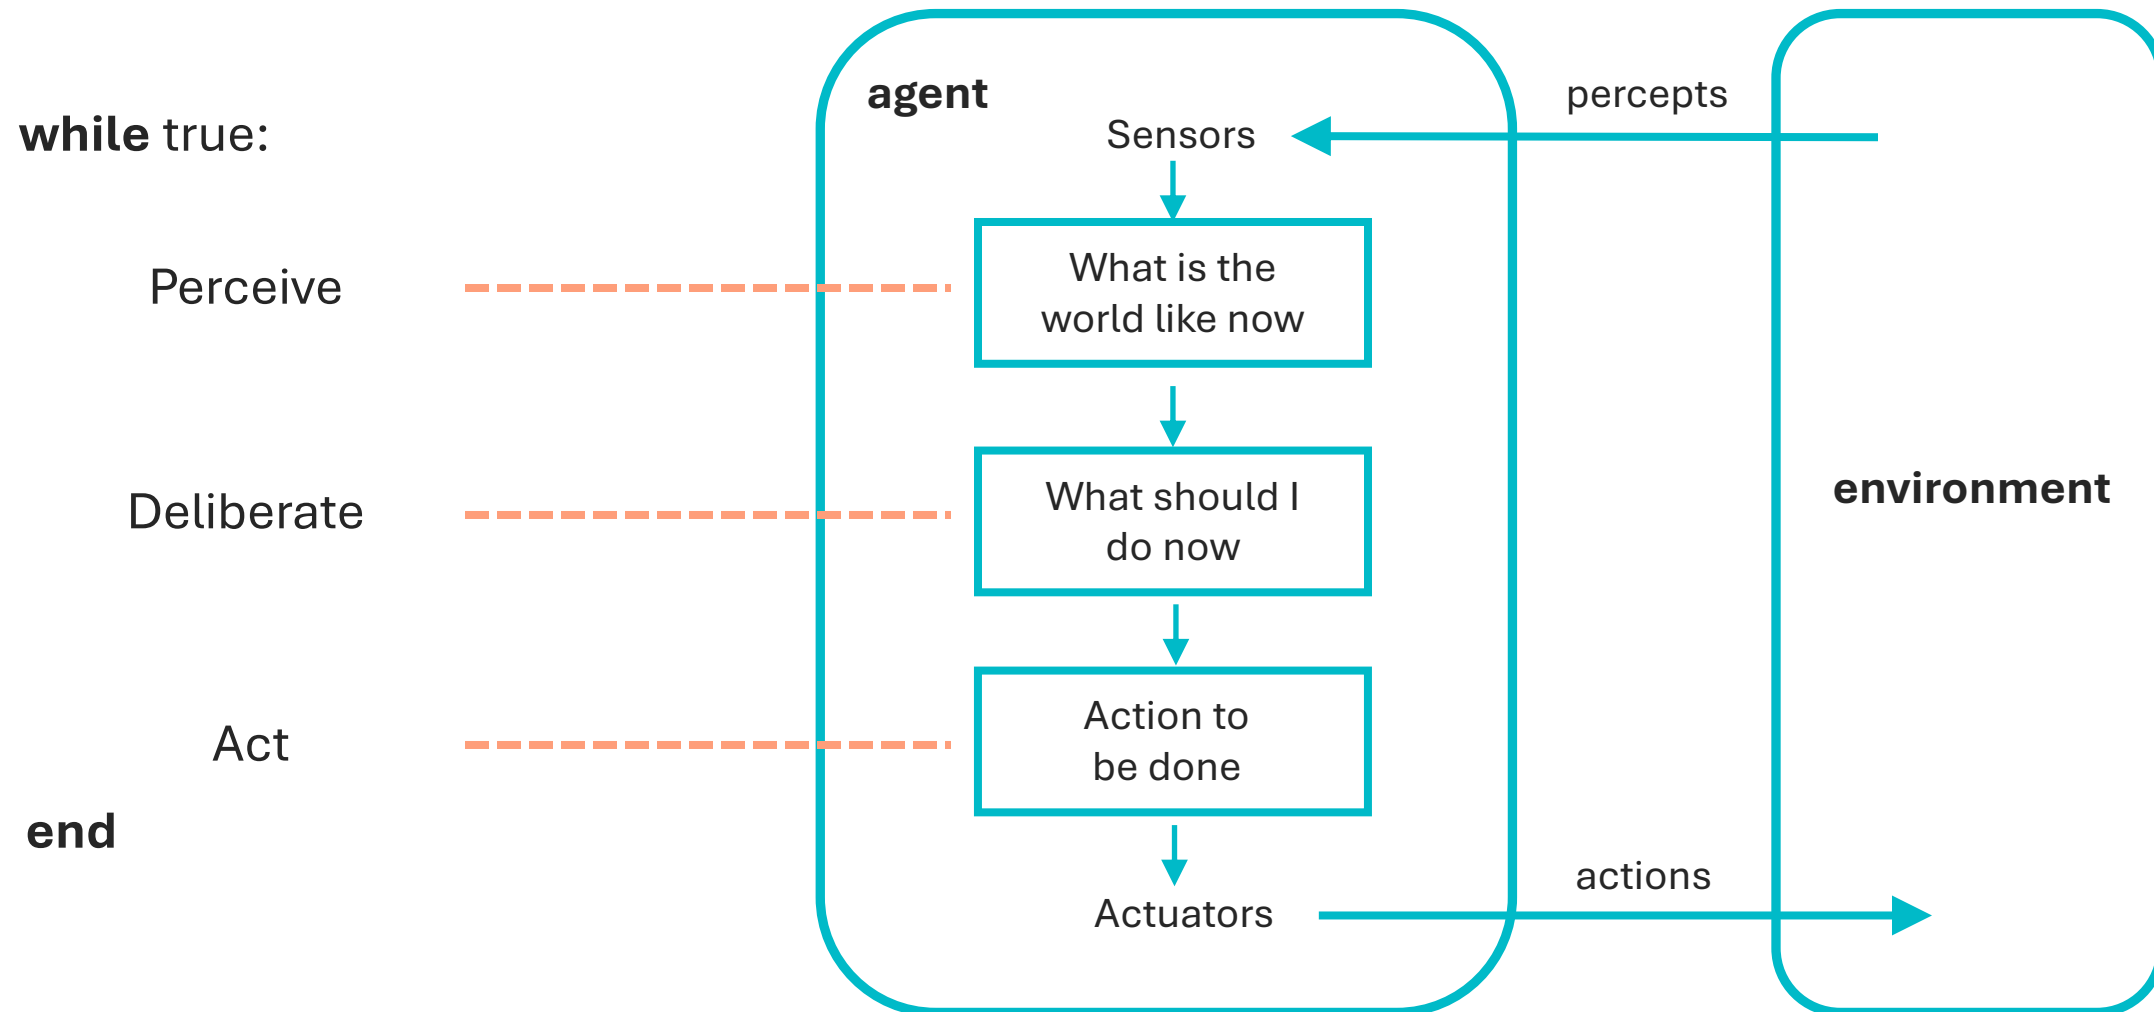 while true:
Perceive
Deliberate
Act
end
agent
Sensors
What is the
world like now
What should I
do now
Action to
be done
Actuators
percepts
actions
environment